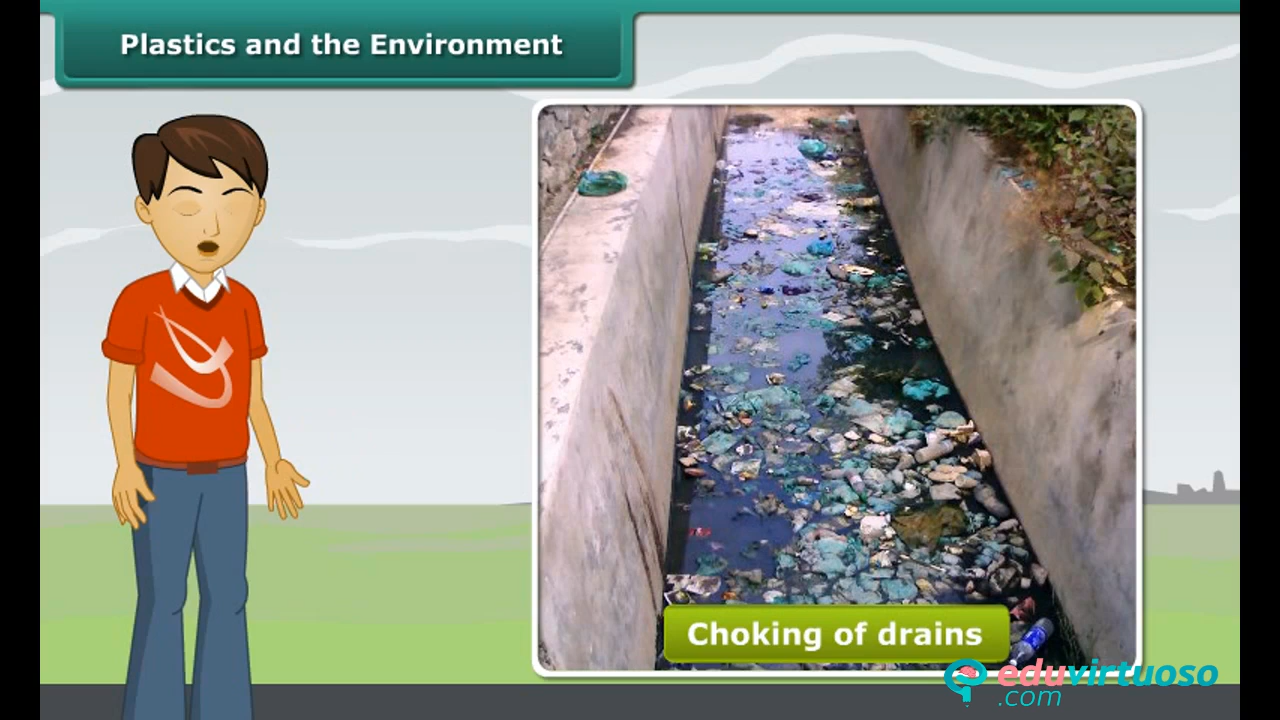 Plastics and the Environment
Choking of drains
eduvirtuoso
.com